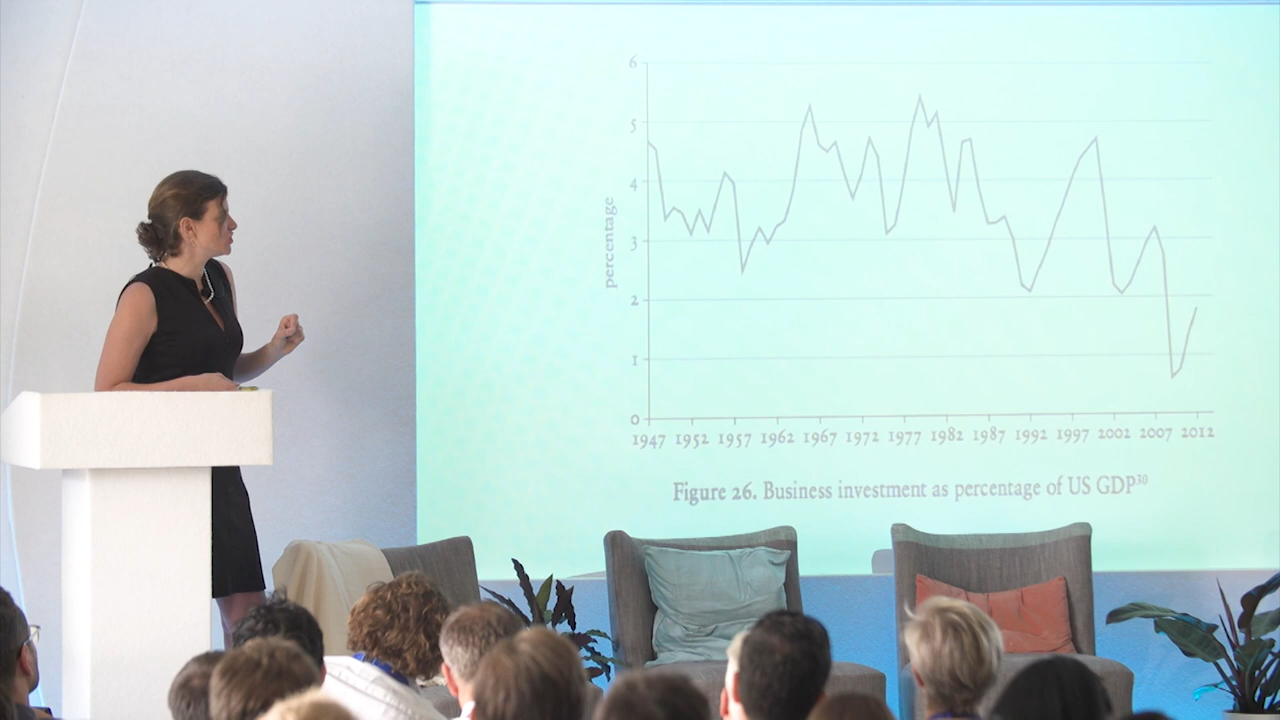 6
5
4
percentage
3
2
1
0
1947 1952 1957 1962 1967 1972 1977 1982 1987 1992 1997 2002 2007 2012
Figure 26. Business investment as percentage of US GDP³⁰